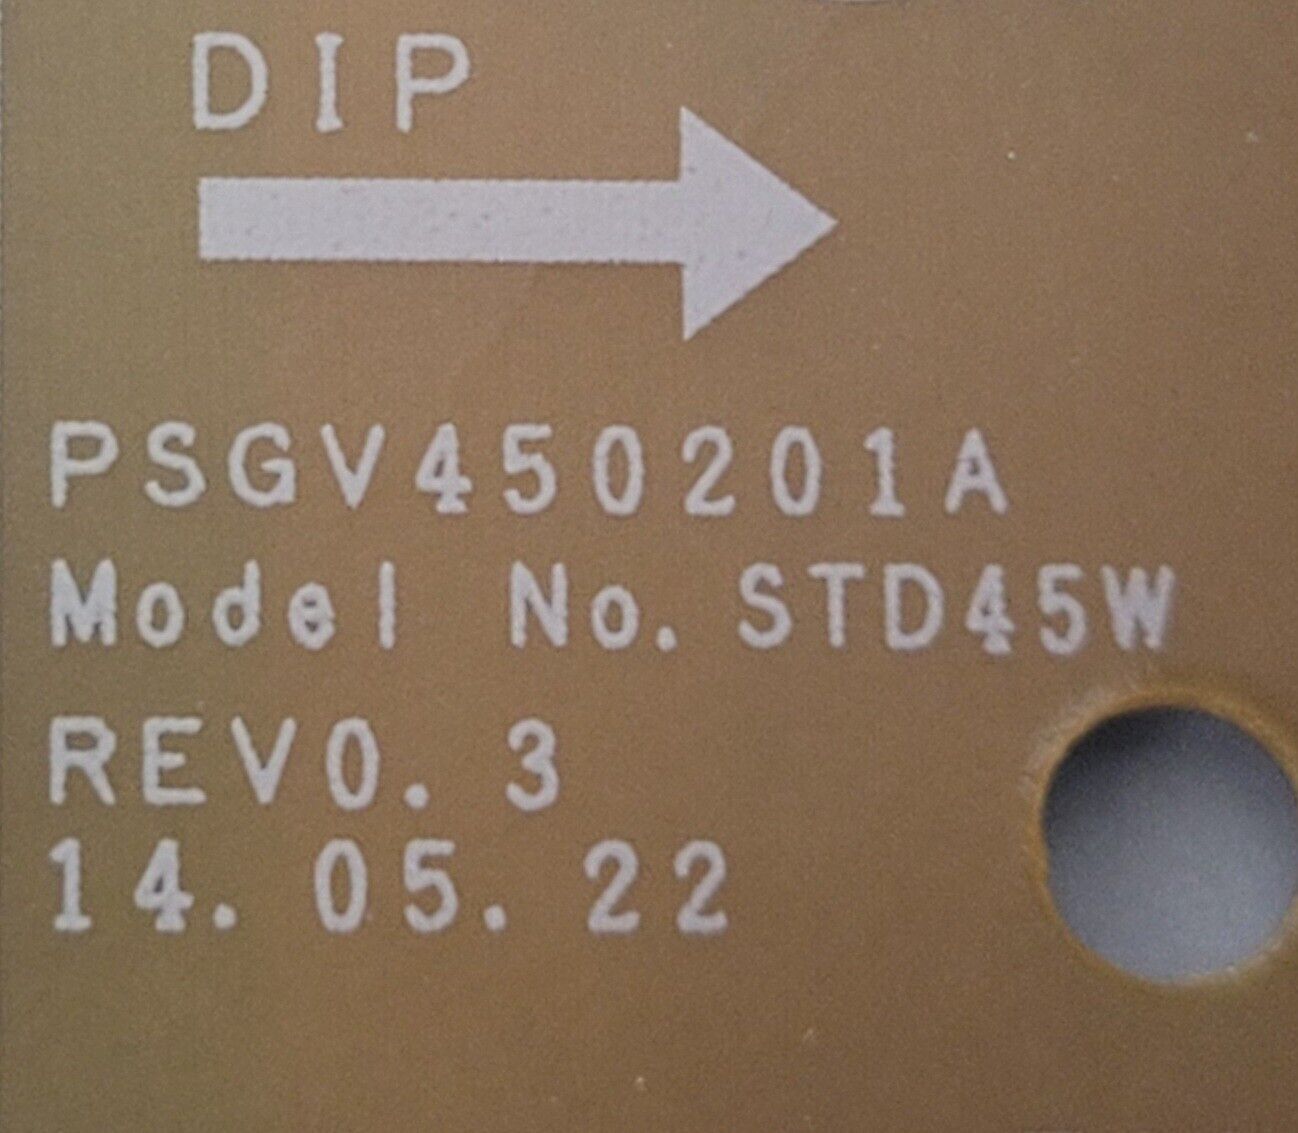 DIP
PSGV450201A
Model No. STD45W
REV0. 3
14. 05. 22